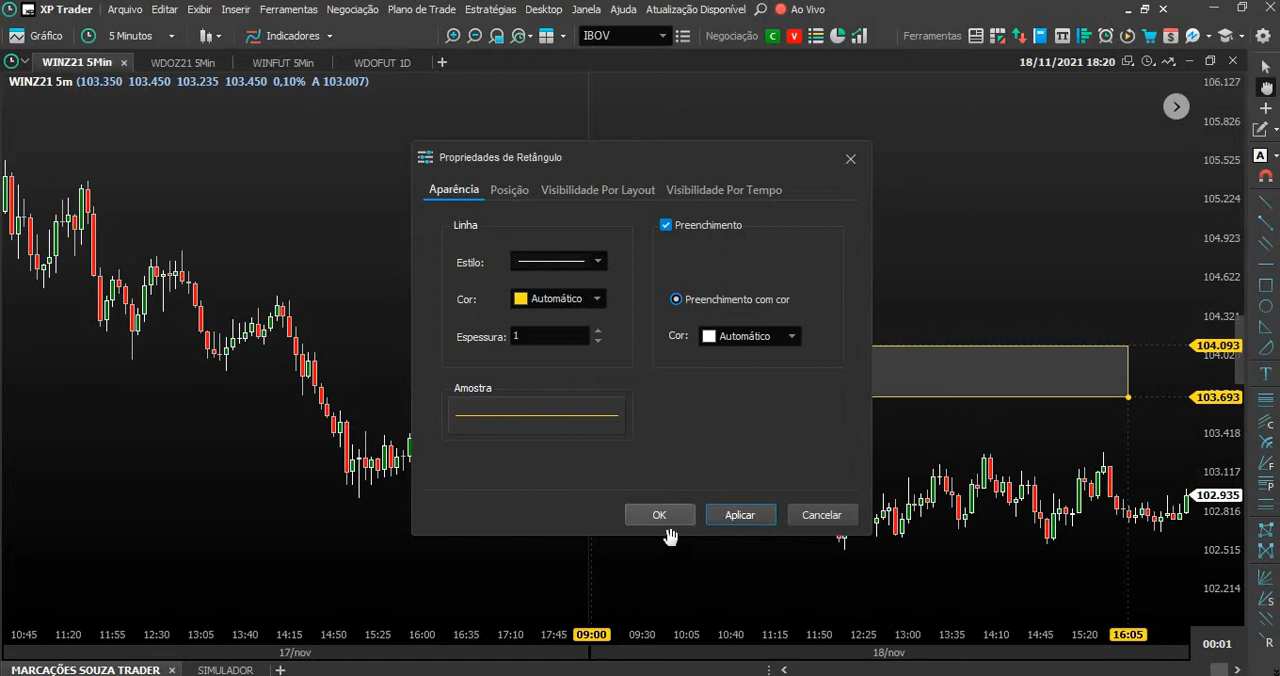 XP Trader Arquivo Editar Exibir Inserir Ferramentas Negociação Plano de Trade Estratégias Desktop Janela Ajuda Atualização Disponível Ao Vivo
Gráfico 5 Minutos Indicadores IBOV Negociação C V Ferramentas
WINZ21 5Min WDOZ21 5Min WINFUT 5Min WDOFUT 1D 18/11/2021 18:20
WINZ21 5m (103.350 103.450 103.235 103.450 0,10% A 103.007)
106.127
105.826
105.525
105.224
104.923
104.622
104.321
104.093
103.693
103.418
103.117
102.935
102.816
102.515
102.214
Propriedades de Retângulo
Aparência Posição Visibilidade Por Layout Visibilidade Por Tempo
Linha
Preenchimento
Estilo:
Cor: Automático
Preenchimento com cor
Espessura: 1
Cor: Automático
Amostra
OK Aplicar Cancelar
10:45 11:20 11:55 12:30 13:05 13:40 14:15 14:50 15:25 16:00 16:35 17:10 17:45 09:00 09:30 10:05 10:40 11:15 11:50 12:25 13:00 13:35 14:10 14:45 15:20 16:05
00:01
17/nov 18/nov
MARCAÇÕES SOUZA TRADER SIMULADOR